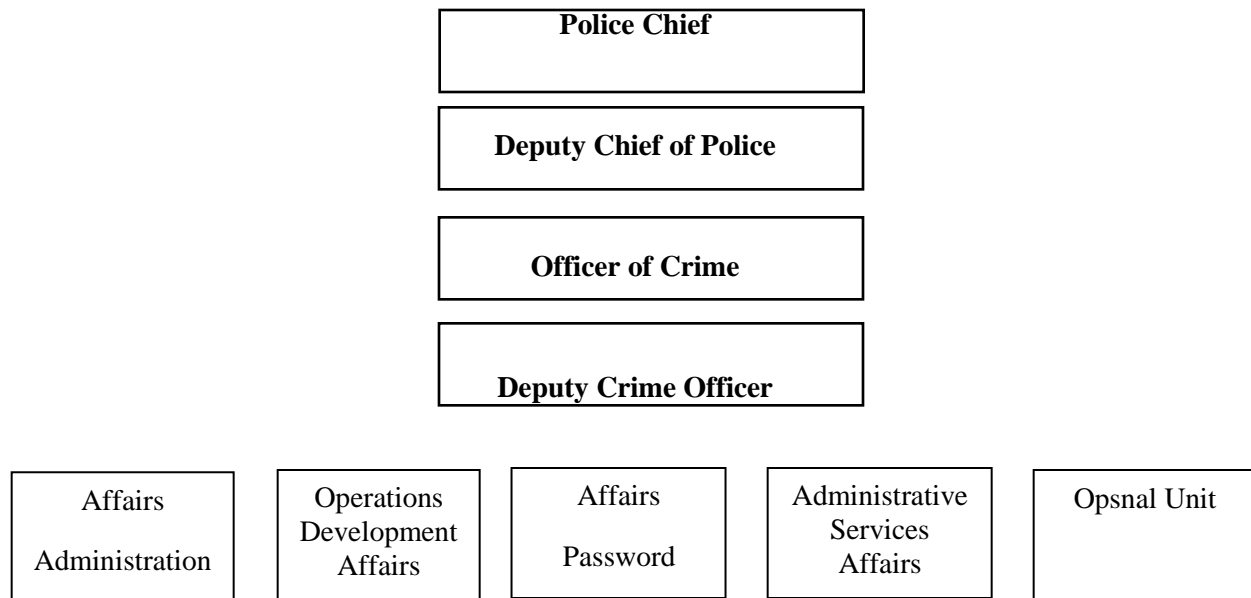 Police Chief
Deputy Chief of Police
Officer of Crime
Deputy Crime Officer
Affairs
Administration
Operations
Development
Affairs
Affairs
Password
Administrative
Services
Affairs
Opsnal Unit